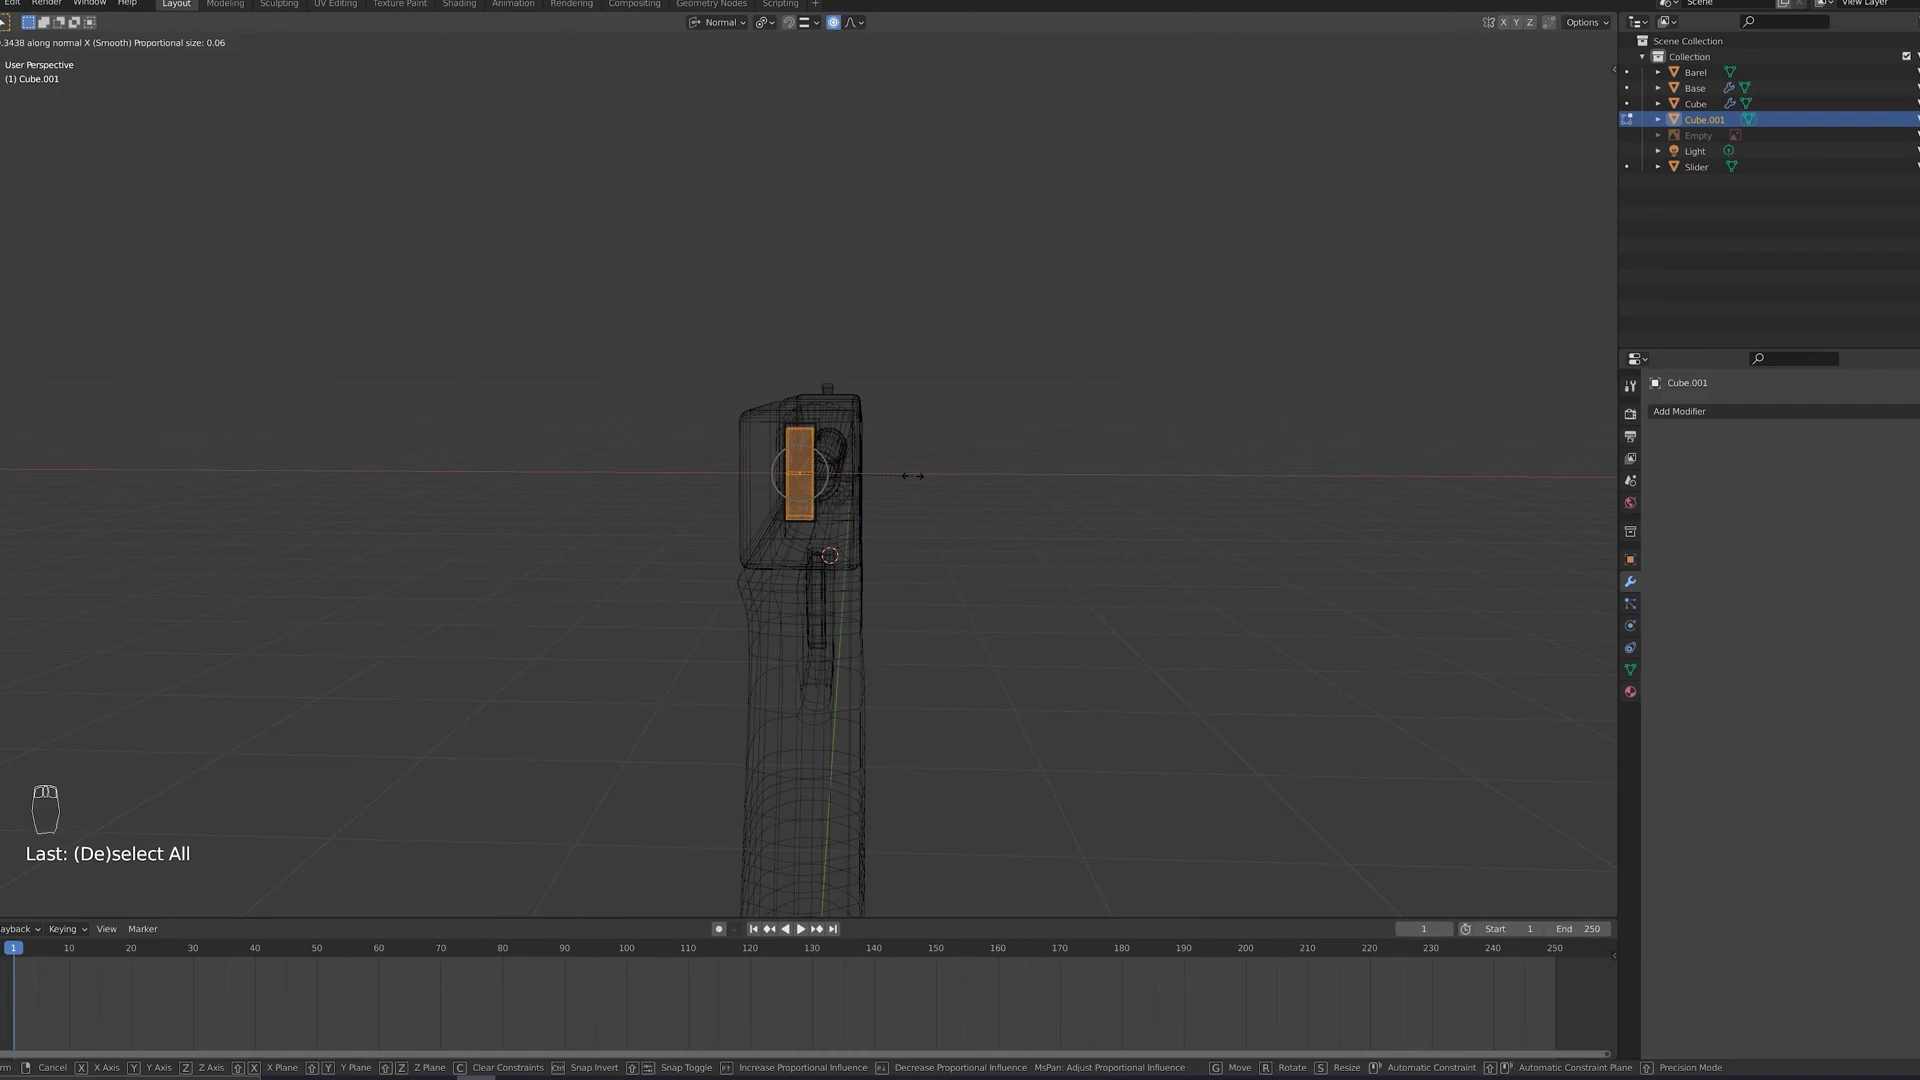 Edit Render Window Help Layout Modeling Sculpting UV Editing Texture Paint Shading Animation Rendering Compositing Geometry Nodes Scripting + Scene View Layer
Normal X Y Z Options
.3438 along normal X (Smooth) Proportional size: 0.06
User Perspective
(1) Cube.001
Scene Collection
Collection
Barel
Base
Cube
Cube.001
Empty
Light
Slider
Cube.001
Add Modifier
Last: (De)select All
ayback Keying View Marker 1 Start 1 End 250
1 10 20 30 40 50 60 70 80 90 100 110 120 130 140 150 160 170 180 190 200 210 220 230 240 250
rm Cancel X X Axis Y Y Axis Z Z Axis X X Plane Y Y Plane Z Z Plane C Clear Constraints Ctrl Snap Invert Snap Toggle Increase Proportional Influence Decrease Proportional Influence MsPan: Adjust Proportional Influence G Move R Rotate S Resize Automatic Constraint Automatic Constraint Plane Precision Mode